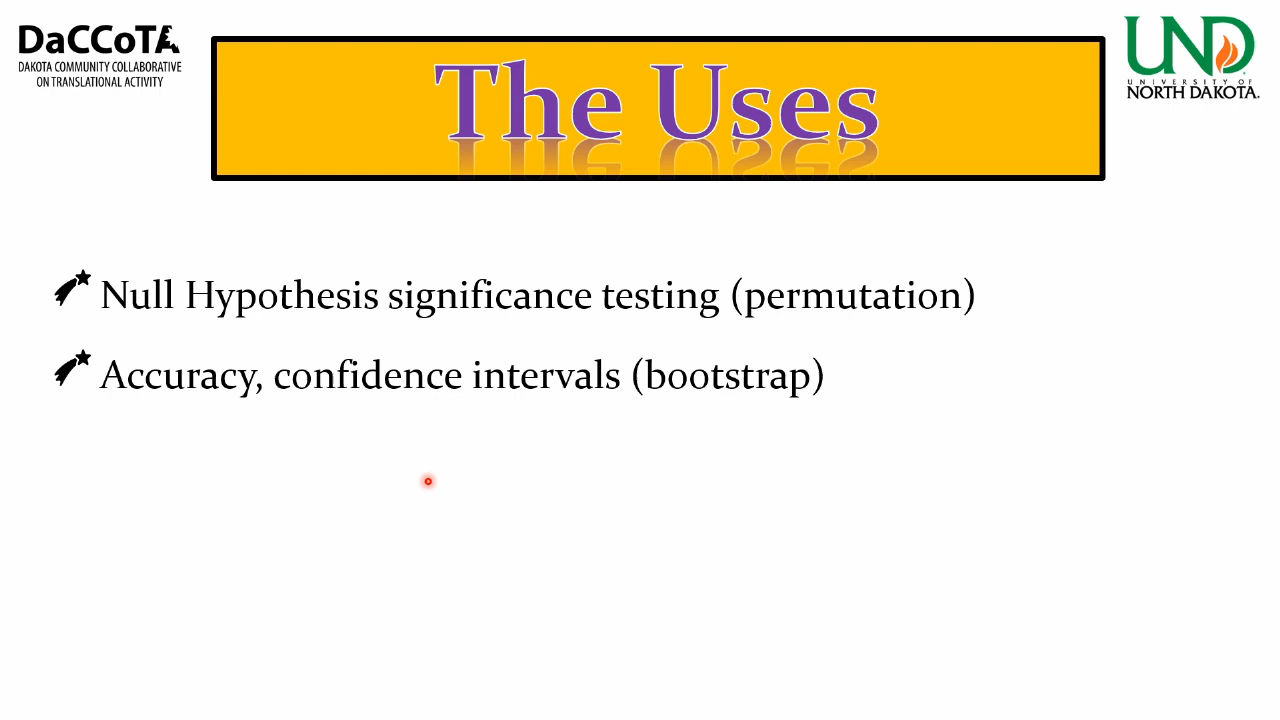 DaCCoTA
DAKOTA COMMUNITY COLLABORATIVE
ON TRANSLATIONAL ACTIVITY
The Uses
UND
UNIVERSITY OF
NORTH DAKOTA.
Null Hypothesis significance testing (permutation)
Accuracy, confidence intervals (bootstrap)